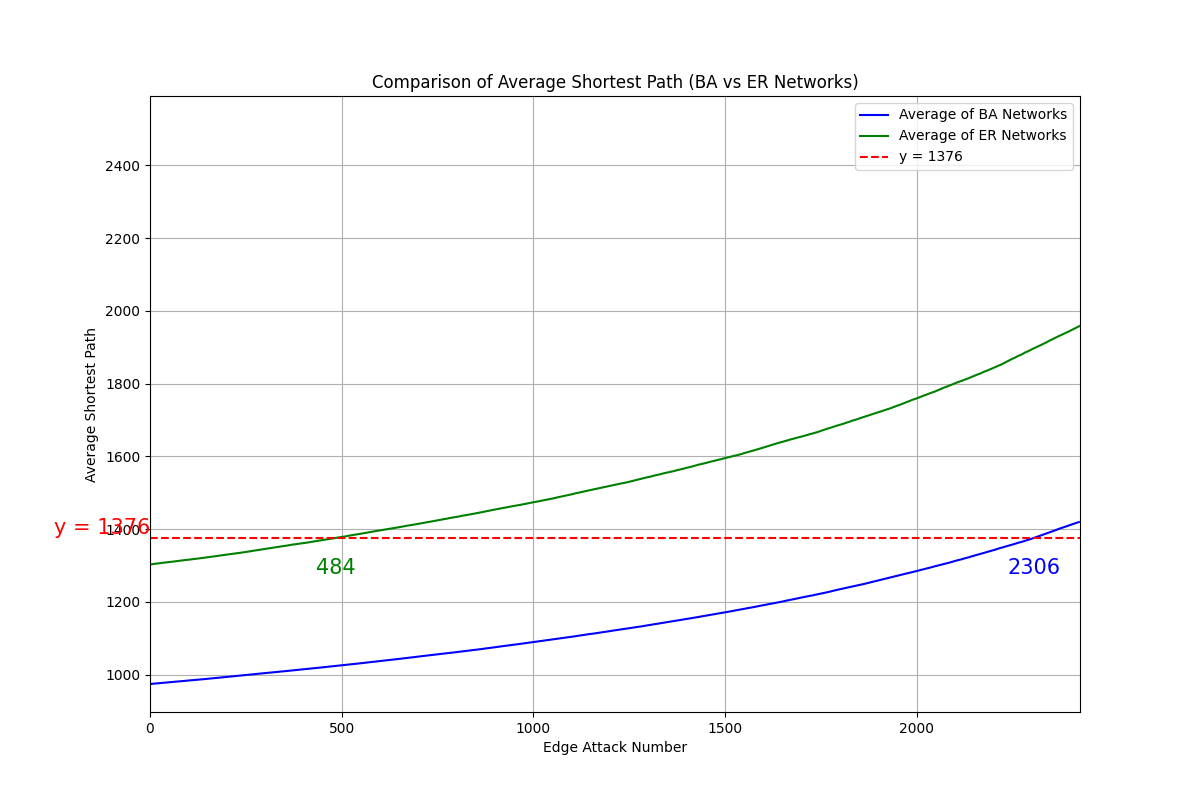 Comparison of Average Shortest Path (BA vs ER Networks)
Average of BA Networks
Average of ER Networks
y = 1376
Average Shortest Path
2400
2200
2000
1800
1600
1400
1200
1000
y = 1376
484
2306
0
500
1000
1500
2000
Edge Attack Number